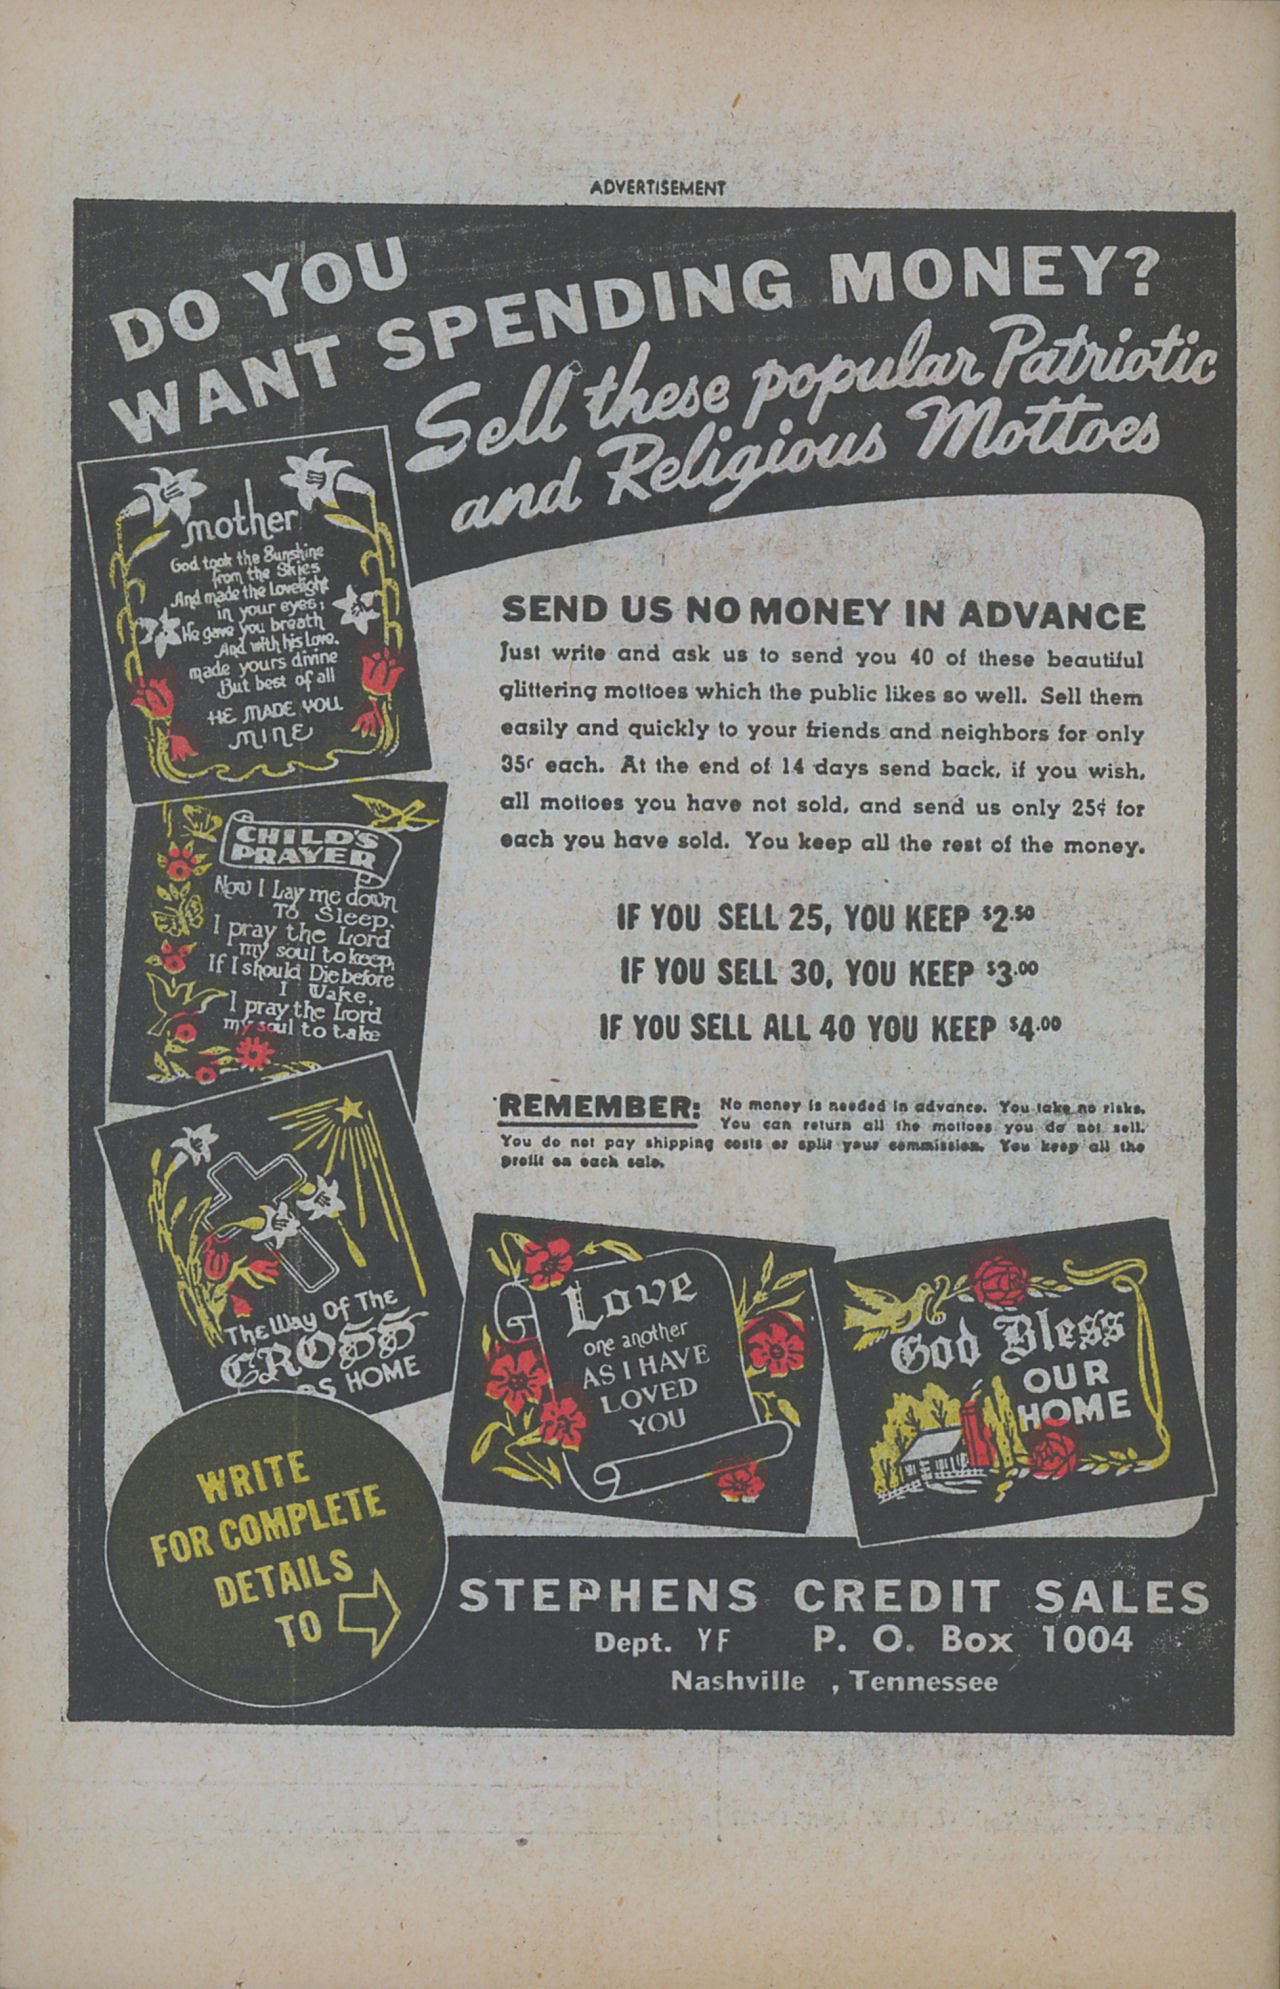 ADVERTISEMENT
DO YOU
WANT SPENDING MONEY?
Sell these popular Patriotic
and Religious Mottoes
mother
God took the Sunshine
from the Skies
And made the Lovelight
in your eyes;
He gave you breath
And with his Love,
made yours divine
But best of all
HE MADE YOU
MINE
CHILD'S
PRAYER
Now I Lay me down
To Sleep,
I pray the Lord
my soul to keep,
If I should Die before
I Wake,
I pray the Lord
my soul to take
The Way Of The
CROSS
HOME
SEND US NO MONEY IN ADVANCE
Just write and ask us to send you 40 of these beautiful
glittering mottoes which the public likes so well. Sell them
easily and quickly to your friends and neighbors for only
35¢ each. At the end of 14 days send back, if you wish,
all mottoes you have not sold, and send us only 25¢ for
each you have sold. You keep all the rest of the money.
IF YOU SELL 25, YOU KEEP $2.50
IF YOU SELL 30, YOU KEEP $3.00
IF YOU SELL ALL 40 YOU KEEP $4.00
REMEMBER: No money is needed in advance. You take no risks.
You can return all the mottoes you do not sell.
You do not pay shipping costs or split your commission. You keep all the
profit on each sale.
Love
one another
AS I HAVE
LOVED
YOU
God Bless
OUR
HOME
WRITE
FOR COMPLETE
DETAILS
TO
STEPHENS CREDIT SALES
Dept. YF P. O. Box 1004
Nashville , Tennessee